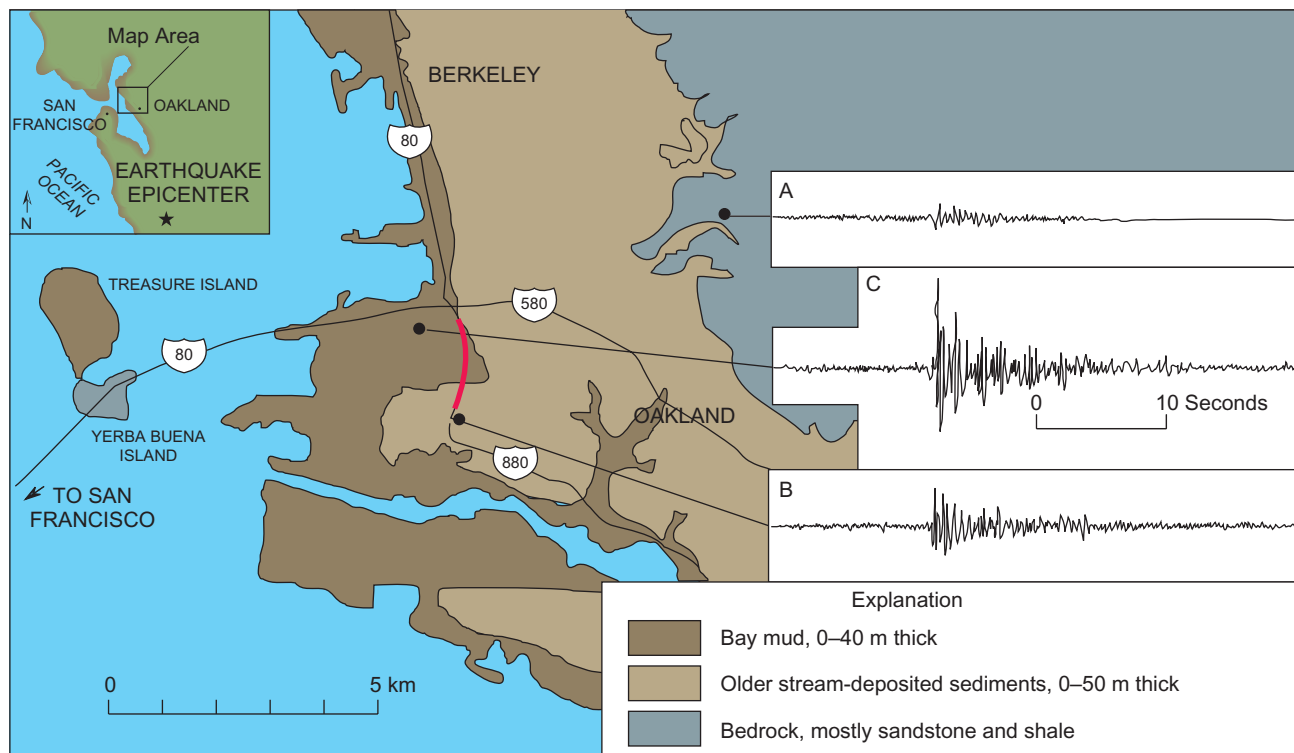 Map Area
SAN
FRANCISCO
OAKLAND
PACIFIC
OCEAN
EARTHQUAKE
EPICENTER
N
BERKELEY
80
A
TREASURE ISLAND
580
C
80
0
10 Seconds
OAKLAND
YERBA BUENA
ISLAND
880
B
TO SAN
FRANCISCO
Explanation
Bay mud, 0–40 m thick
0
5 km
Older stream-deposited sediments, 0–50 m thick
Bedrock, mostly sandstone and shale